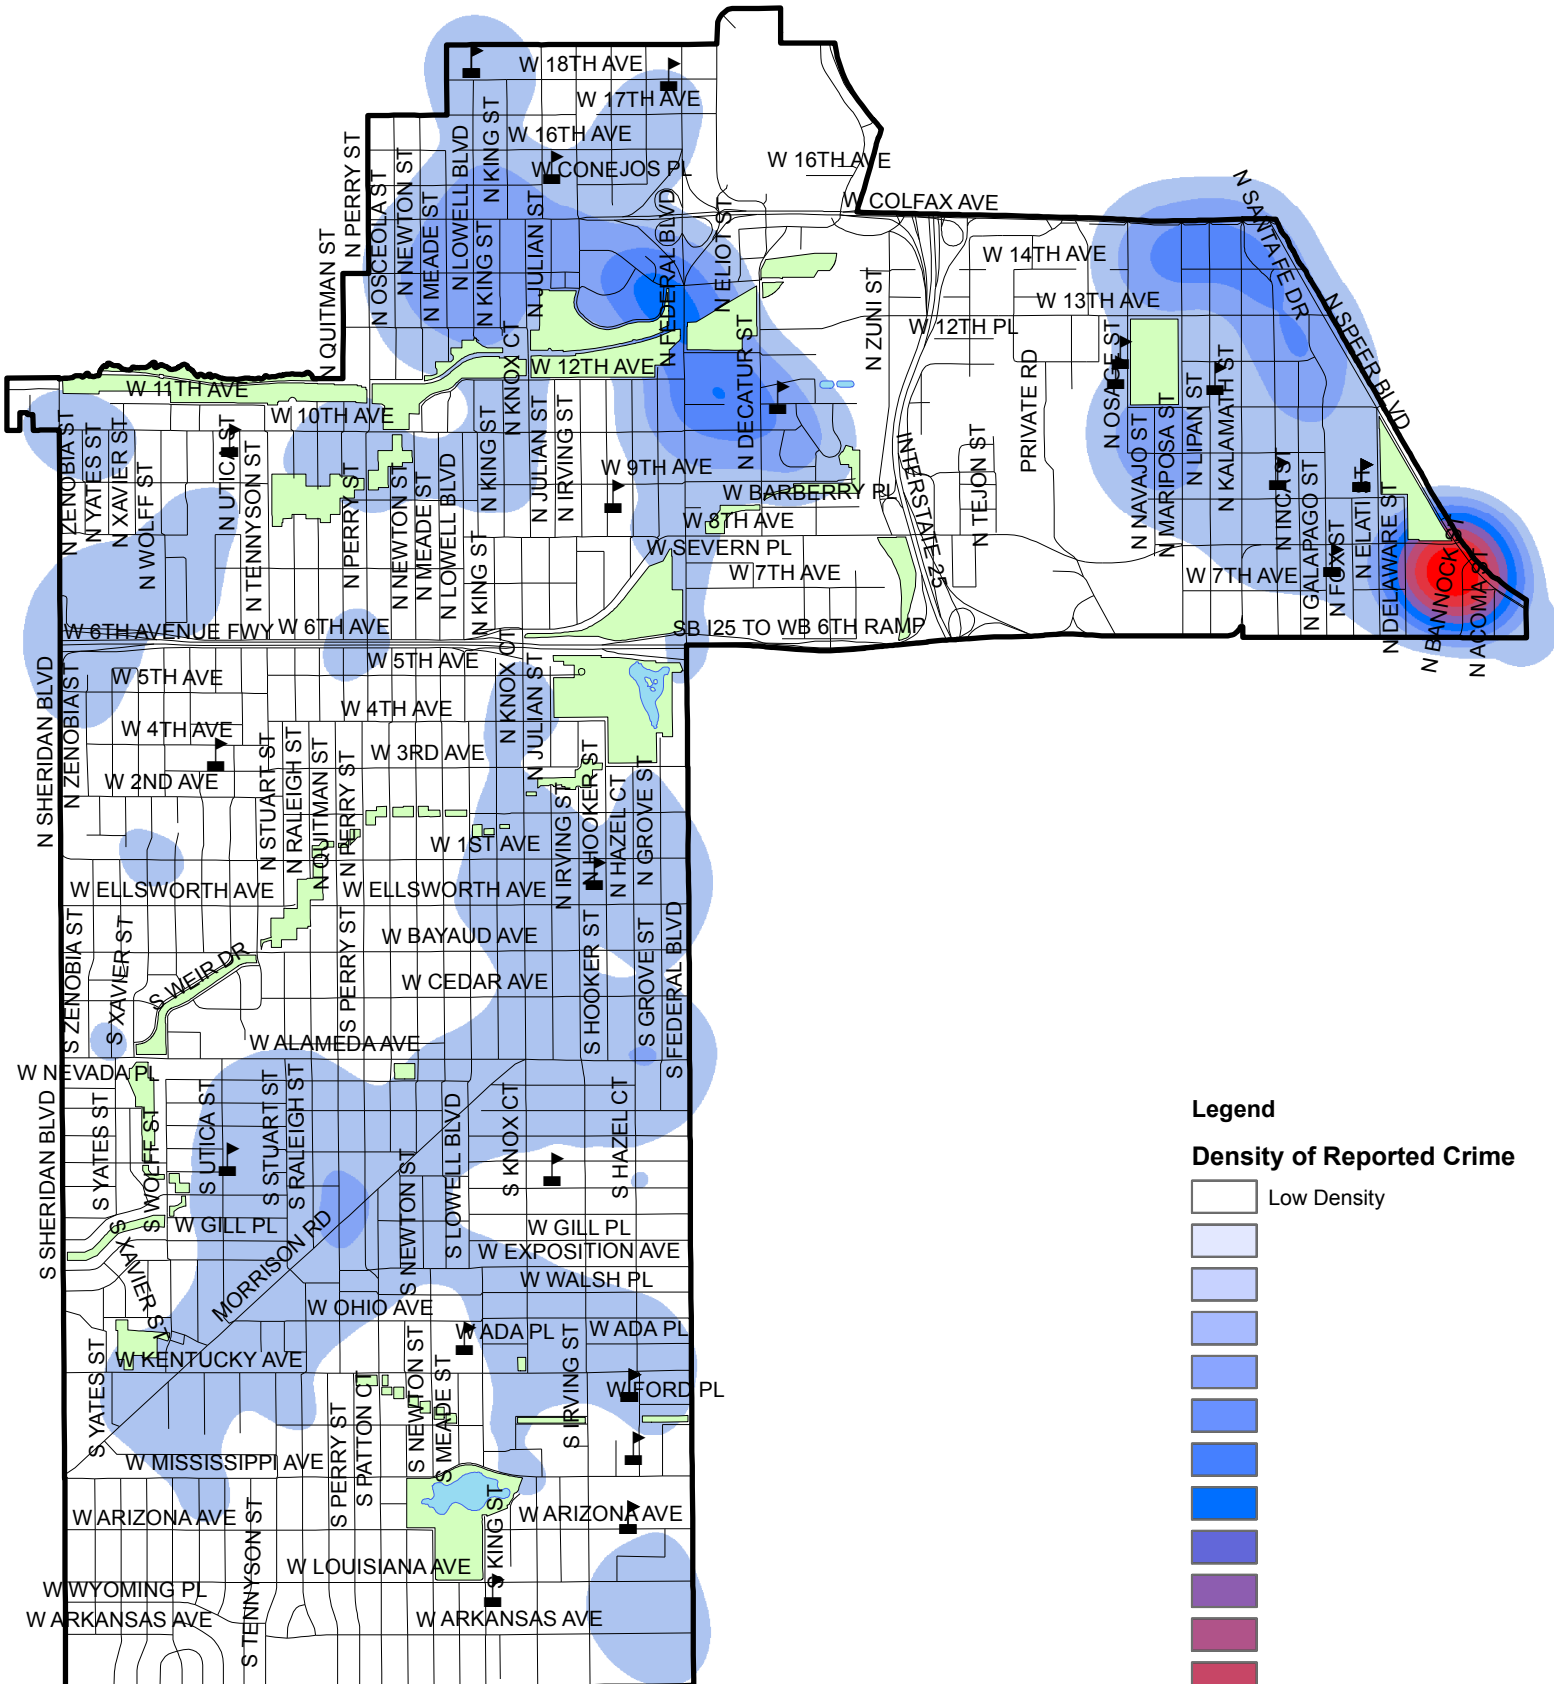 W 18TH AVE
W 17TH AVE
N KING ST
W 16TH AVE
W CONEJOS PL
W 16TH AVE
N PERRY ST
N OSCEOLA ST
N NEWTON ST
N MEADE ST
N LOWELL BLVD
N KING ST
N JULIAN ST
N FEDERAL BLVD
N ELIOT ST
W COLFAX AVE
N SANTA FE DR
N QUITMAN ST
W 14TH AVE
W 13TH AVE
N ZUNI ST
W 12TH PL
N SPEER BLVD
W 11TH AVE
W 12TH AVE
N KNOX CT
N DECATUR ST
N OSAGE ST
PRIVATE RD
W 10TH AVE
N ZENOBIA ST
N YATES ST
N XAVIER ST
N WOLFF ST
N UTICA ST
N TENNYSON ST
N PERRY ST
N NEWTON ST
N MEADE ST
N LOWELL BLVD
N KING ST
N JULIAN ST
N IRVING ST
W 9TH AVE
W BARBERRY PL
W 8TH AVE
INTERSTATE 25
N TEJON ST
N NAVAJO ST
N MARIPOSA ST
N LIPAN ST
N KALAMATH ST
N INCA ST
N GALAPAGO ST
N FOX ST
N ELATI ST
N DELAWARE ST
N BANNOCK ST
N ACOMA ST
N KING ST
W SEVERN PL
W 7TH AVE
W 7TH AVE
W 6TH AVENUE FWY
W 6TH AVE
SB I25 TO WB 6TH RAMP
W 5TH AVE
W 5TH AVE
N SHERIDAN BLVD
N ZENOBIA ST
N KNOX CT
N JULIAN ST
W 4TH AVE
W 4TH AVE
W 3RD AVE
W 2ND AVE
N STUART ST
N RALEIGH ST
N QUITMAN ST
N PERRY ST
N IRVING ST
N HOOKER ST
N HAZEL CT
N GROVE ST
W 1ST AVE
W ELLSWORTH AVE
W ELLSWORTH AVE
W BAYAUD AVE
W CEDAR AVE
S ZENOBIA ST
S XAVIER ST
S WEIR DR
S PERRY ST
S HOOKER ST
S GROVE ST
S FEDERAL BLVD
W ALAMEDA AVE
W NEVADA PL
S SHERIDAN BLVD
S YATES ST
S WOLFF ST
S UTICA ST
S STUART ST
S RALEIGH ST
S NEWTON ST
S LOWELL BLVD
S KNOX CT
S HAZEL CT
Legend
Density of Reported Crime
Low Density
W GILL PL
W GILL PL
W EXPOSITION AVE
S XAVIER ST
MORRISON RD
W WALSH PL
W OHIO AVE
W ADA PL
W ADA PL
W KENTUCKY AVE
S YATES ST
S PERRY ST
S PATTON CT
S NEWTON ST
S MEADE ST
S IRVING ST
W FORD PL
W MISSISSIPPI AVE
W ARIZONA AVE
W ARIZONA AVE
S TENNYSON ST
S KING ST
W LOUISIANA AVE
W WYOMING PL
W ARKANSAS AVE
W ARKANSAS AVE